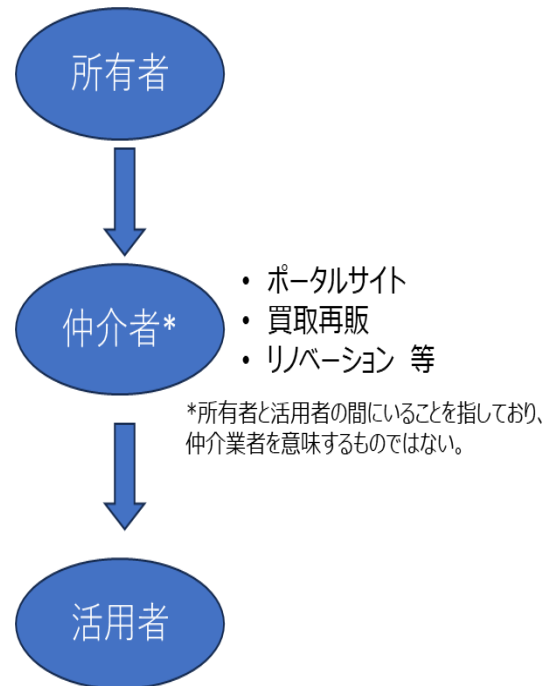 所有者
仲介者*
・ ポータルサイト
・ 買取再販
・ リノベーション 等
*所有者と活用者の間にいることを指しており、
仲介業者を意味するものではない。
活用者